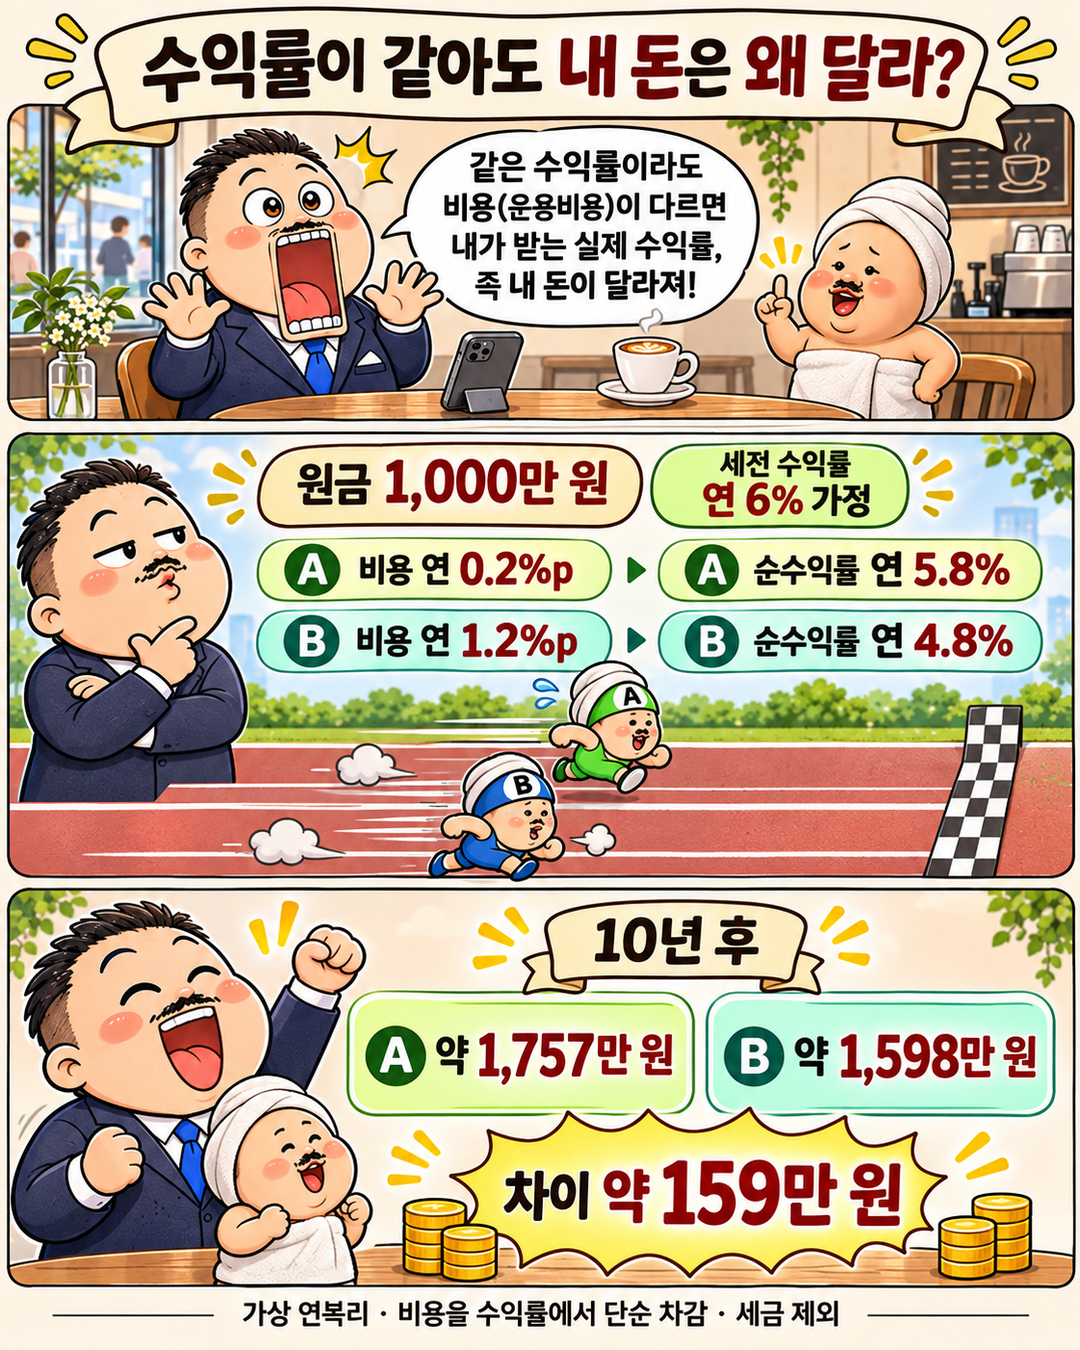 수익률이 같아도 내 돈은 왜 달라?
같은 수익률이라도
비용(운용비용)이 다르면
내가 받는 실제 수익률,
즉 내 돈이 달라져!
원금 1,000만 원
세전 수익률
연 6% 가정
A 비용 연 0.2%p
A 순수익률 연 5.8%
B 비용 연 1.2%p
B 순수익률 연 4.8%
A
B
10년 후
A 약 1,757만 원
B 약 1,598만 원
차이 약 159만 원
가상 연복리 · 비용을 수익률에서 단순 차감 · 세금 제외